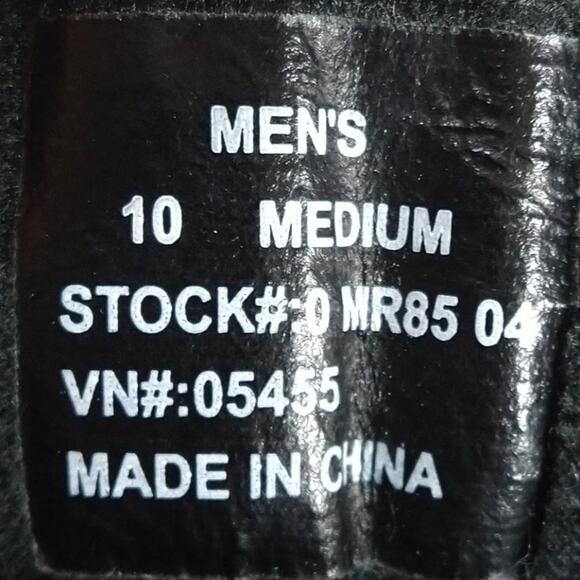 MEN'S
10 MEDIUM
STOCK#:0 MR85 04
VN#:05455
MADE IN CHINA